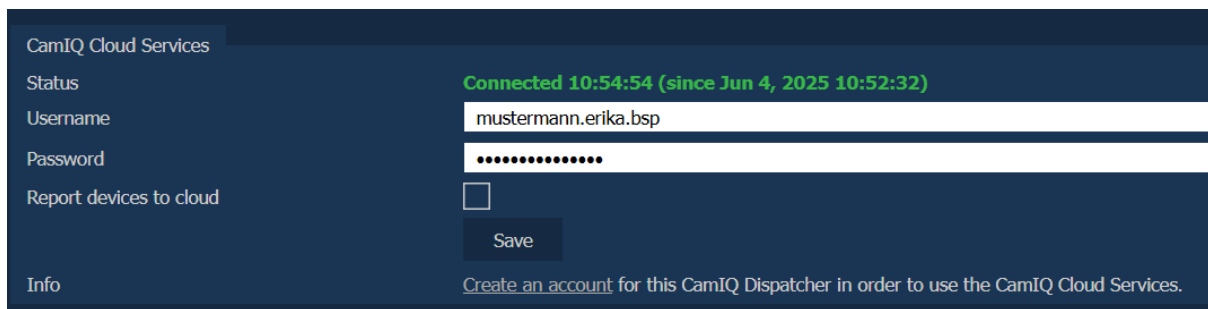 CamIQ Cloud Services
Status Connected 10:54:54 (since Jun 4, 2025 10:52:32)
Username mustermann.erika.bsp
Password •••••••••••••••
Report devices to cloud
Save
Info Create an account for this CamIQ Dispatcher in order to use the CamIQ Cloud Services.